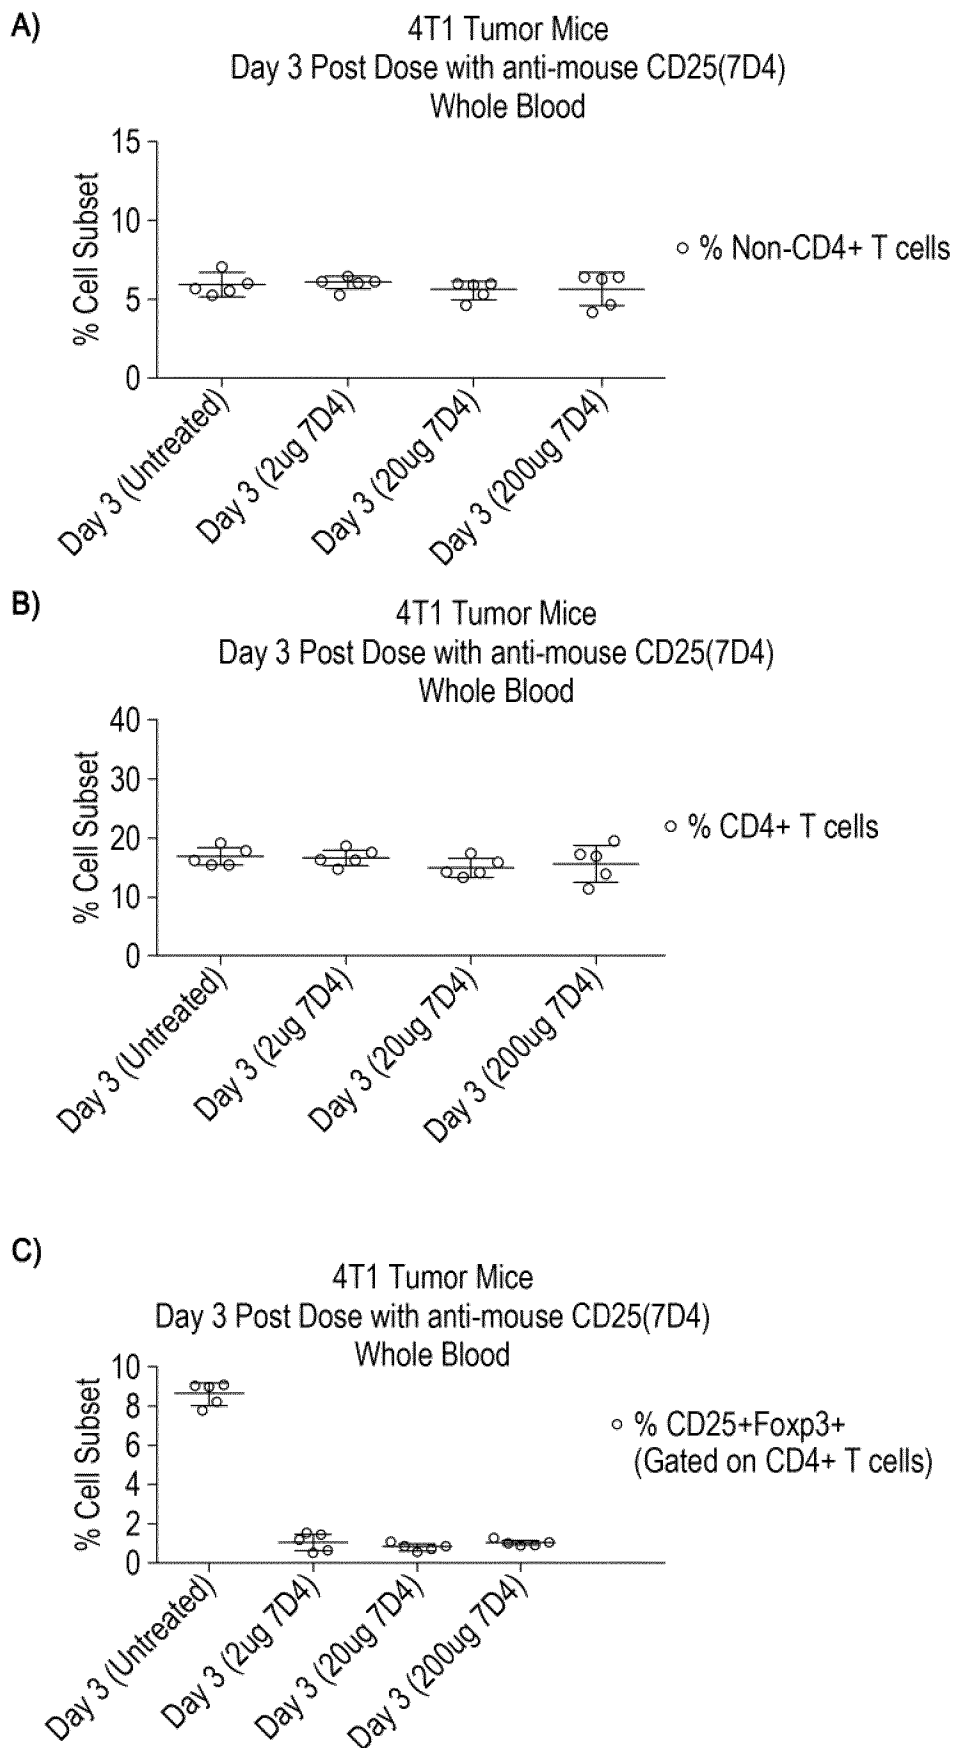 A)
4T1 Tumor Mice
Day 3 Post Dose with anti-mouse CD25(7D4)
Whole Blood
15
10
5
0
% Cell Subset
% Non-CD4+ T cells
Day 3 (Untreated)
Day 3 (2ug 7D4)
Day 3 (20ug 7D4)
Day 3 (200ug 7D4)
B)
4T1 Tumor Mice
Day 3 Post Dose with anti-mouse CD25(7D4)
Whole Blood
40
30
20
10
0
% Cell Subset
% CD4+ T cells
Day 3 (Untreated)
Day 3 (2ug 7D4)
Day 3 (20ug 7D4)
Day 3 (200ug 7D4)
C)
4T1 Tumor Mice
Day 3 Post Dose with anti-mouse CD25(7D4)
Whole Blood
10
8
6
4
2
0
% Cell Subset
% CD25+Foxp3+
(Gated on CD4+ T cells)
Day 3 (Untreated)
Day 3 (2ug 7D4)
Day 3 (20ug 7D4)
Day 3 (200ug 7D4)